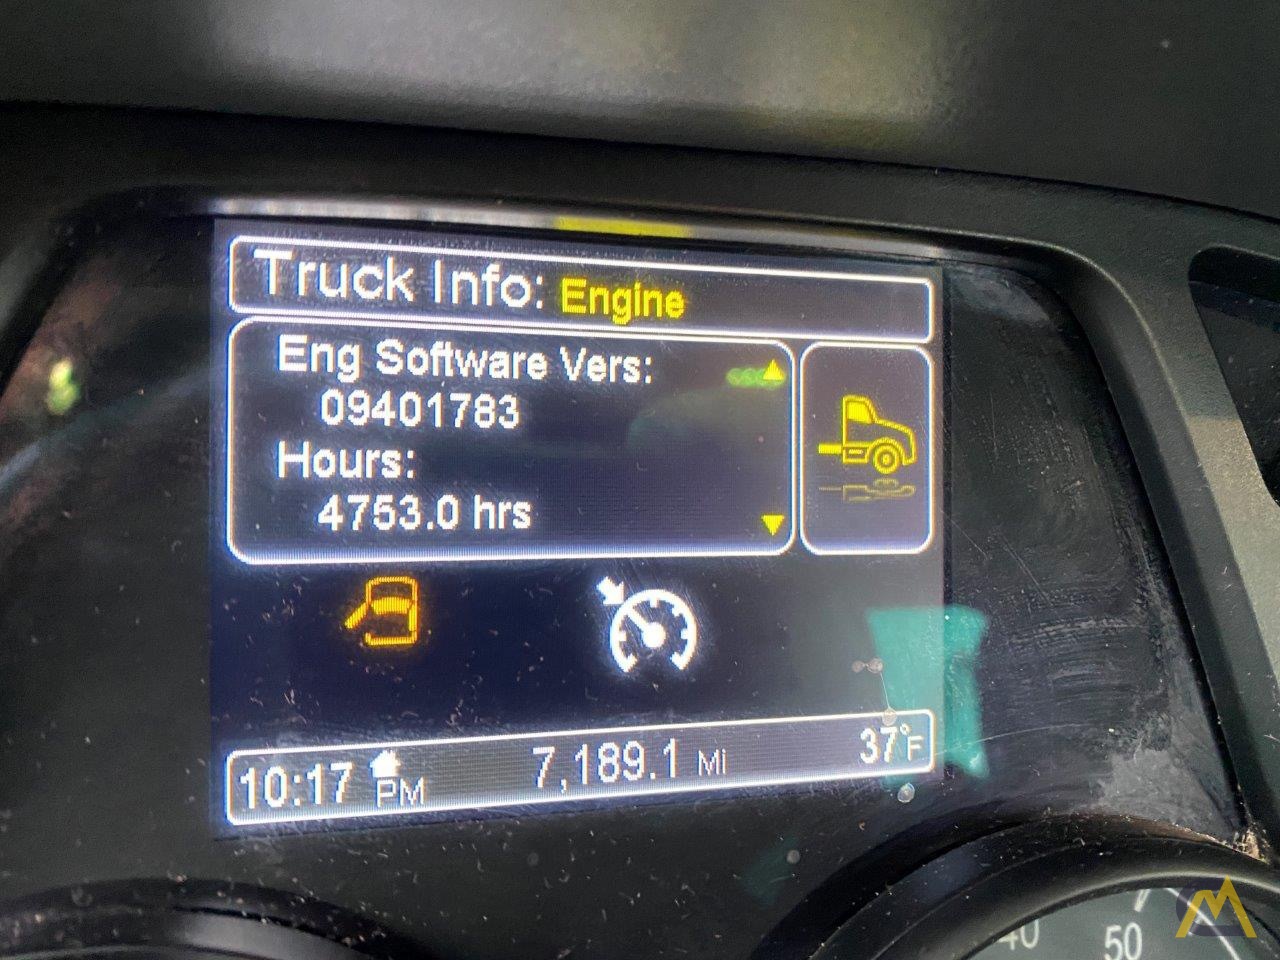 Truck Info: Engine
Eng Software Vers:
09401783
Hours:
4753.0 hrs
10:17 PM 7,189.1 Mi 37°F
40 50